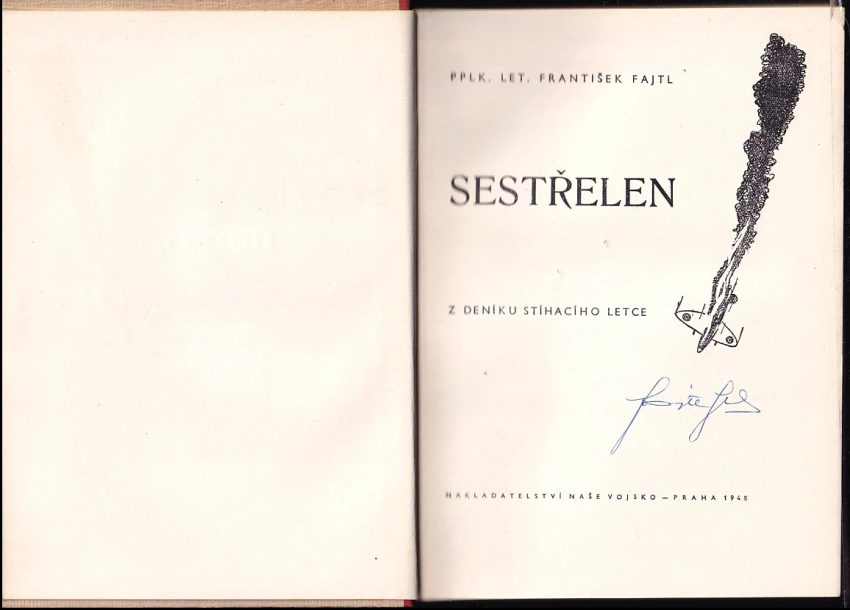 PPLK. LET. FRANTIŠEK FAJTL
SESTŘELEN
Z DENÍKU STÍHACÍHO LETCE
NAKLADATELSTVÍ NAŠE VOJSKO — PRAHA 1948